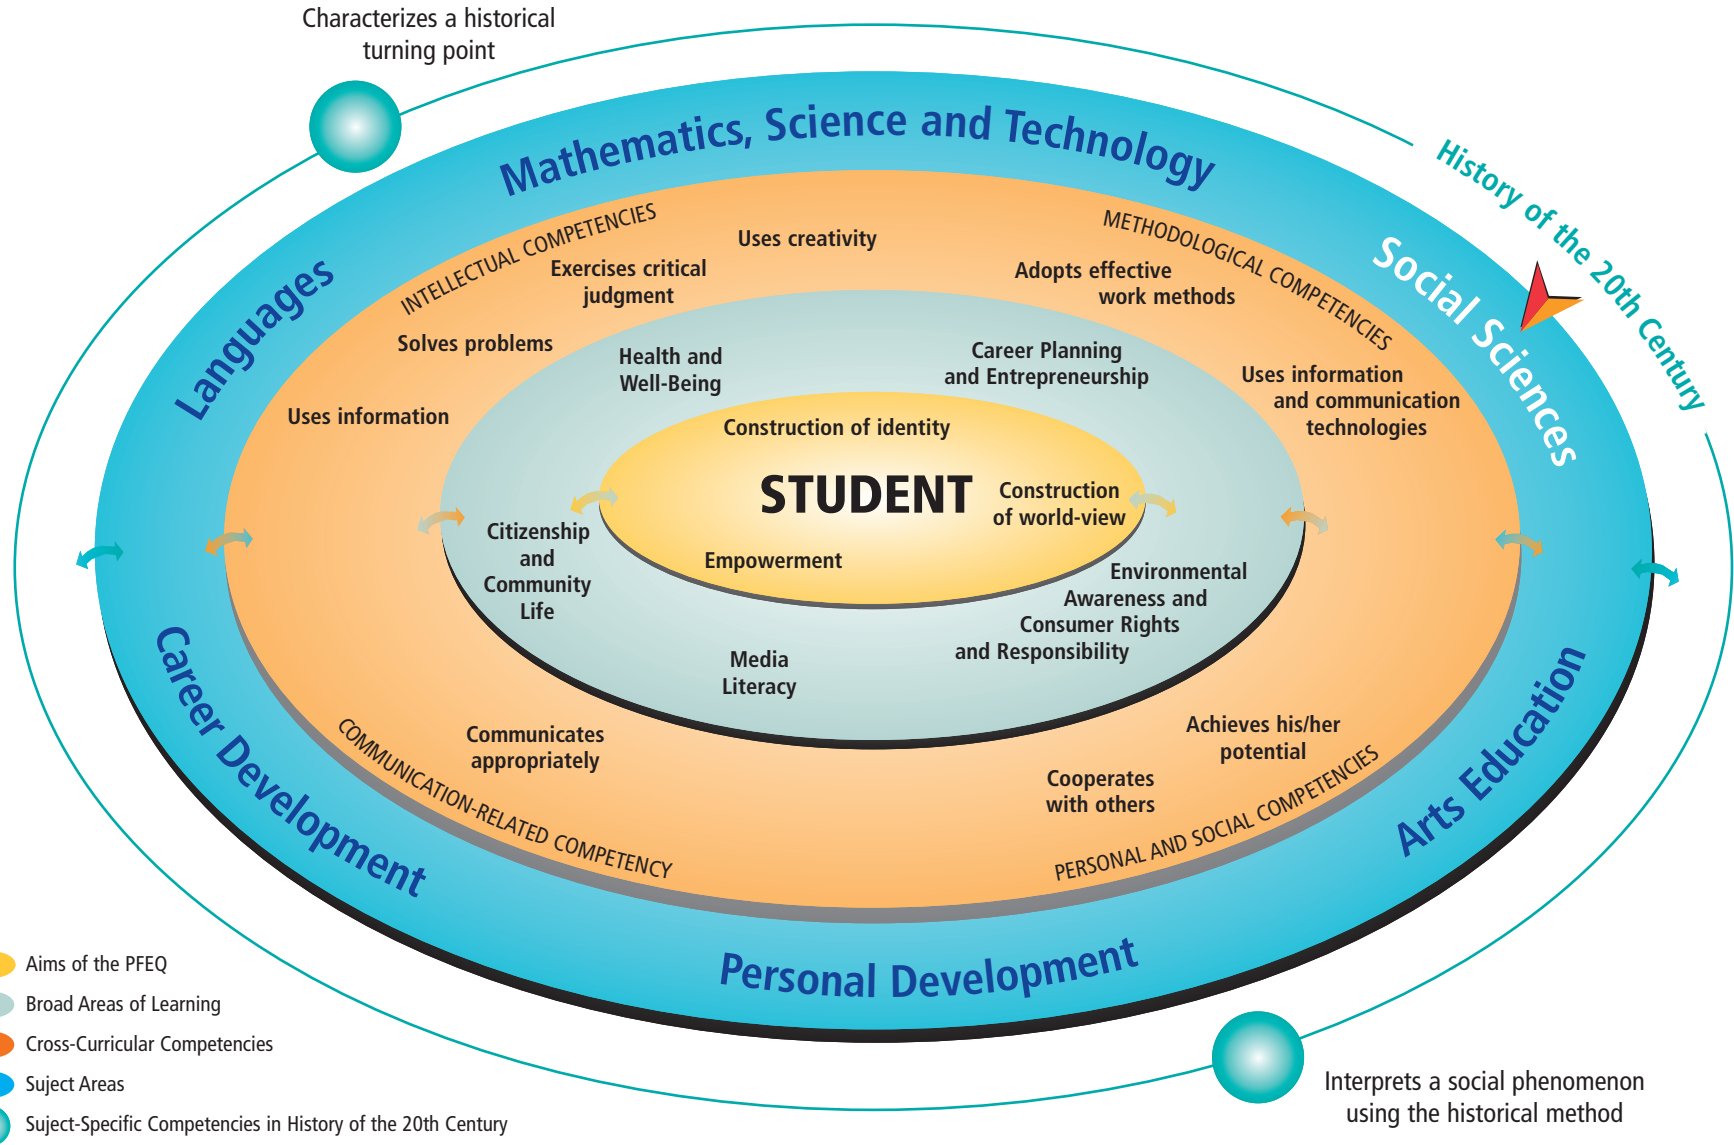 Characterizes a historical
turning point
History of the 20th Century
Mathematics, Science and Technology
Languages
Social Sciences
INTELLECTUAL COMPETENCIES
METHODOLOGICAL COMPETENCIES
Uses creativity
Exercises critical
judgment
Adopts effective
work methods
Solves problems
Health and
Well-Being
Career Planning
and Entrepreneurship
Uses information
and communication
technologies
Uses information
Construction of identity
STUDENT
Construction
of world-view
Citizenship
and
Community
Life
Empowerment
Environmental
Awareness and
Consumer Rights
and Responsibility
Media
Literacy
Career Development
Arts Education
Communicates
appropriately
Achieves his/her
potential
Cooperates
with others
COMMUNICATION-RELATED COMPETENCY
PERSONAL AND SOCIAL COMPETENCIES
Personal Development
Aims of the PFEQ
Broad Areas of Learning
Cross-Curricular Competencies
Suject Areas
Suject-Specific Competencies in History of the 20th Century
Interprets a social phenomenon
using the historical method